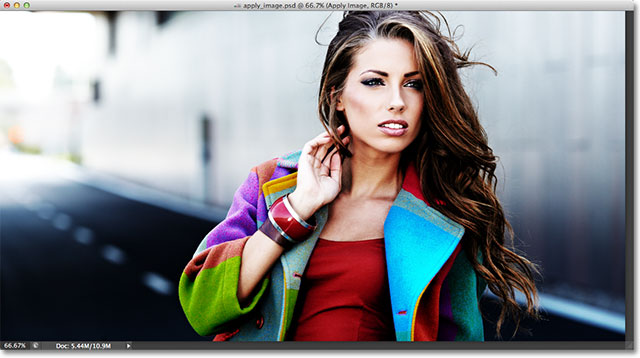 apply_image.psd @ 66.7% (Apply Image, RGB/8) *
66.67% Doc: 5.44M/10.9M